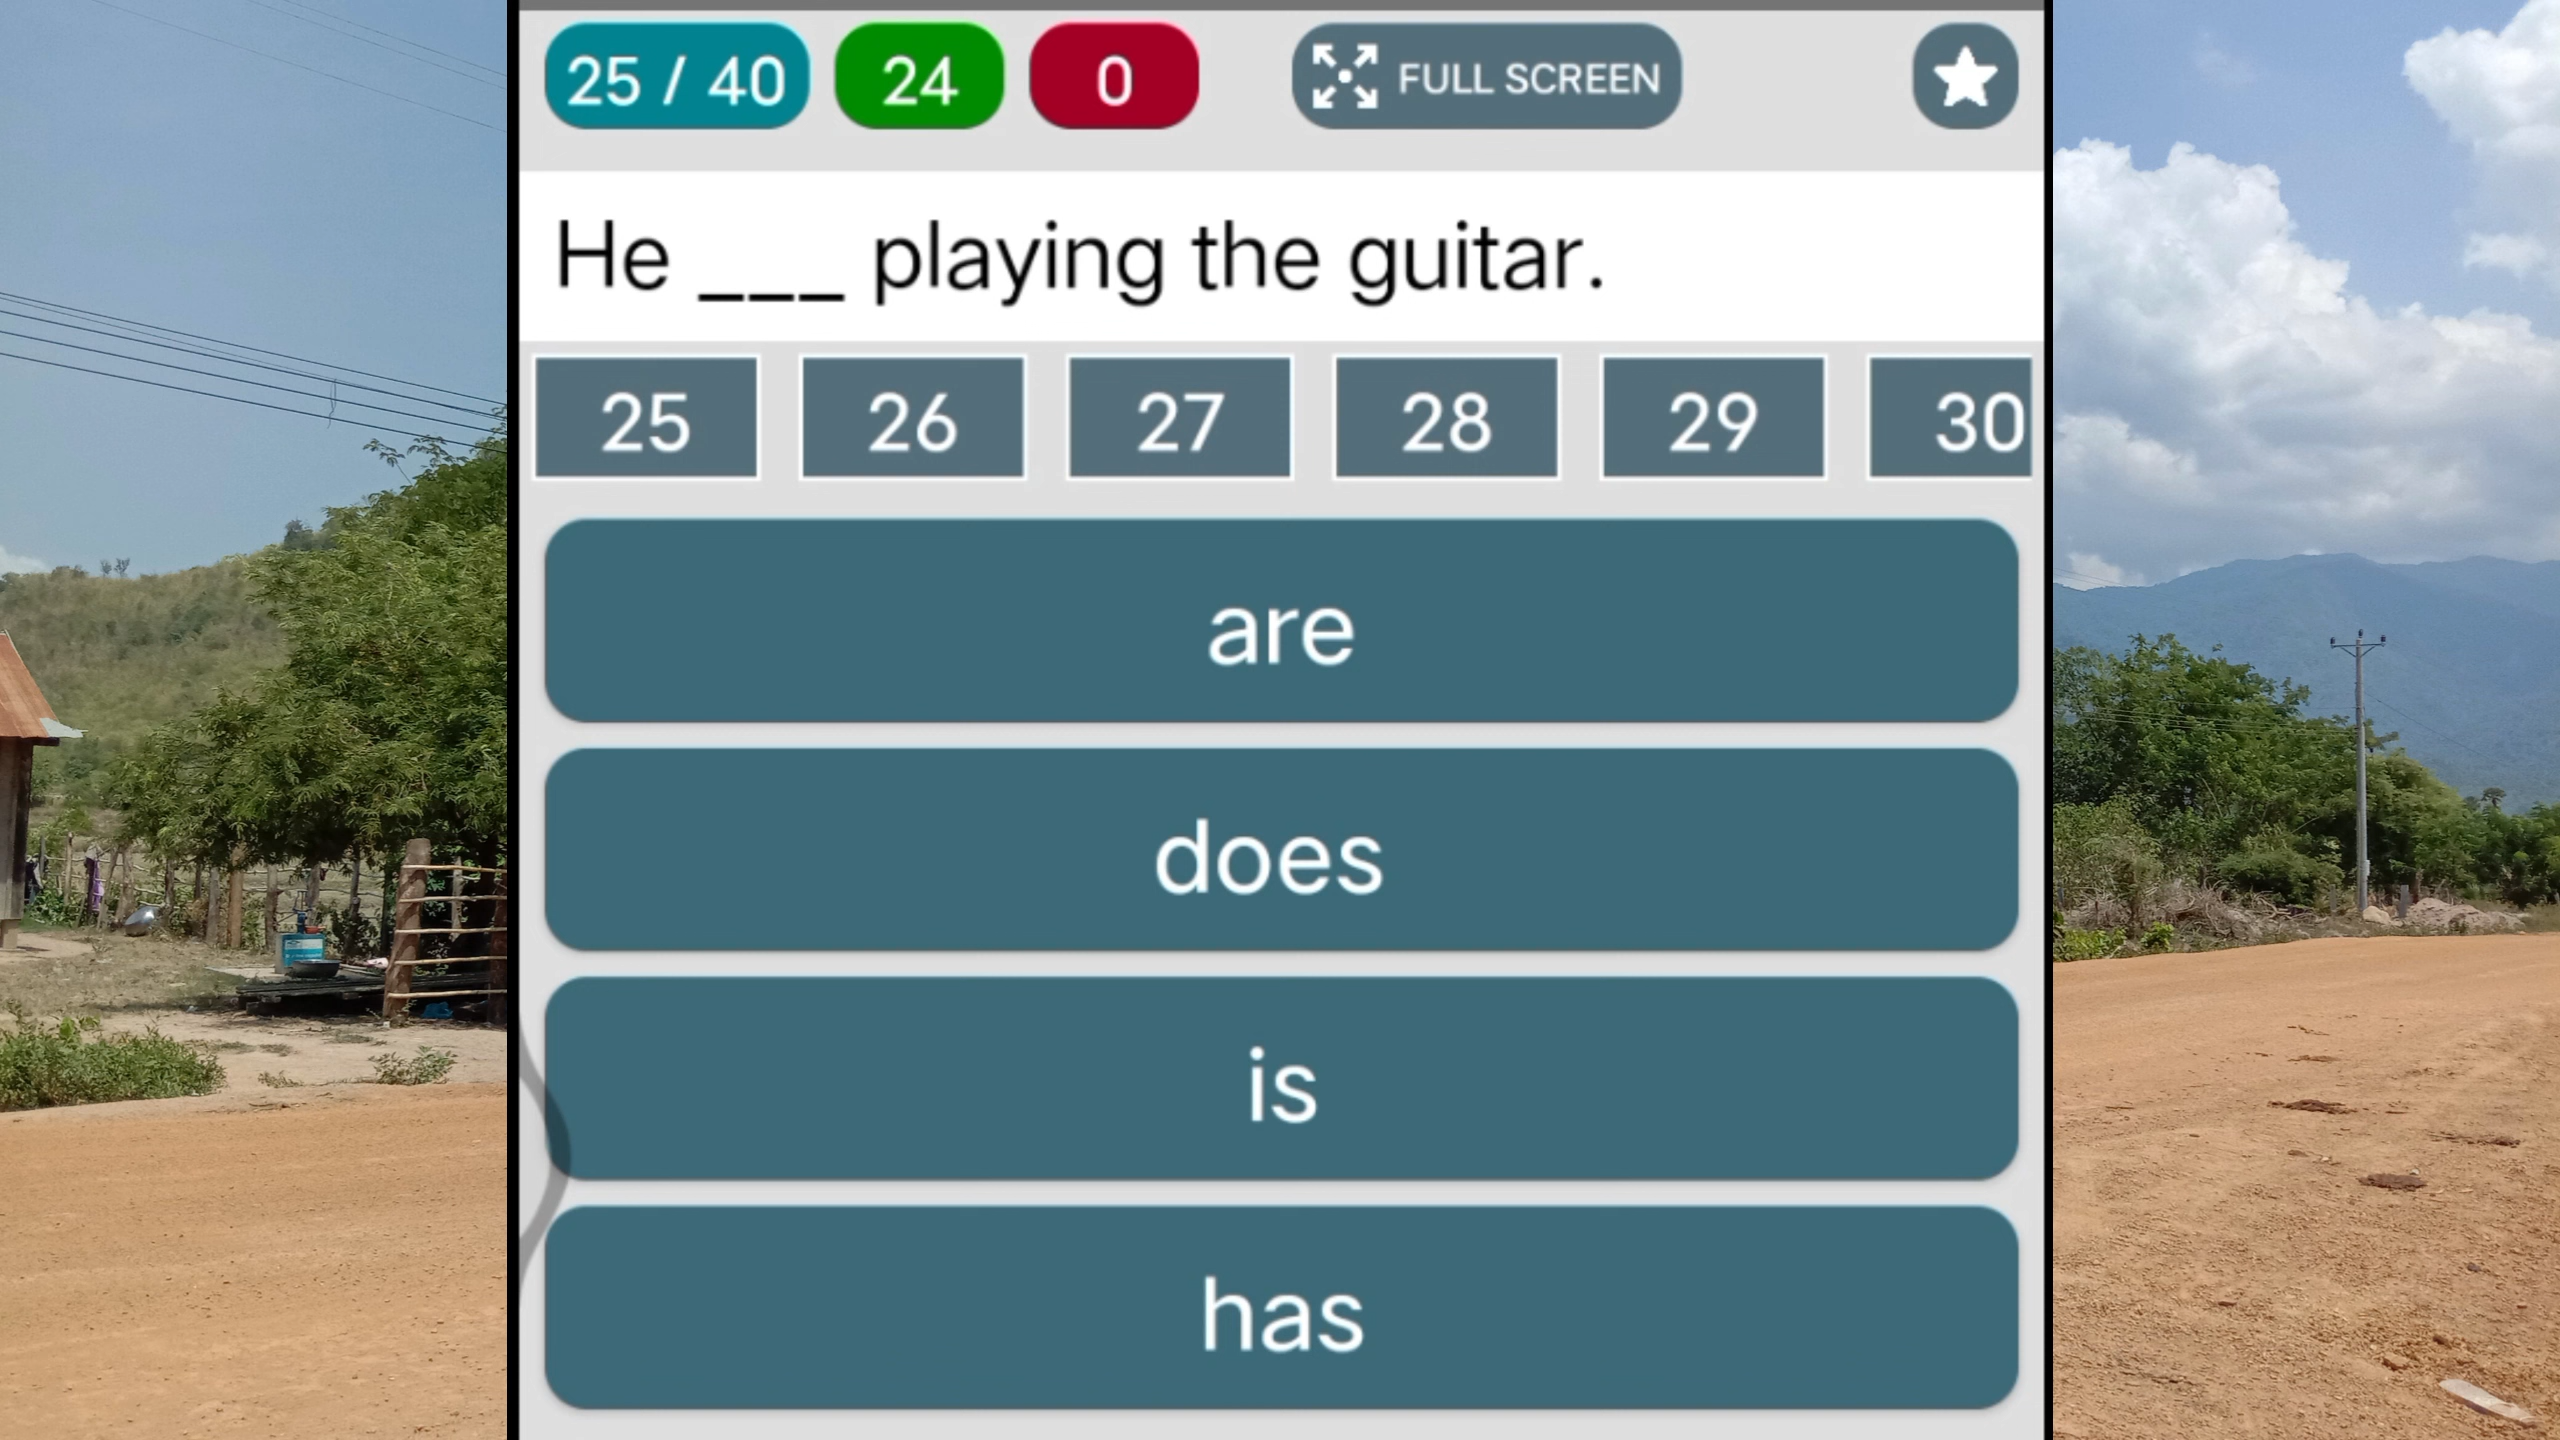 25 / 40 24 0 FULL SCREEN
He ___ playing the guitar.
25 26 27 28 29 30
are
does
is
has